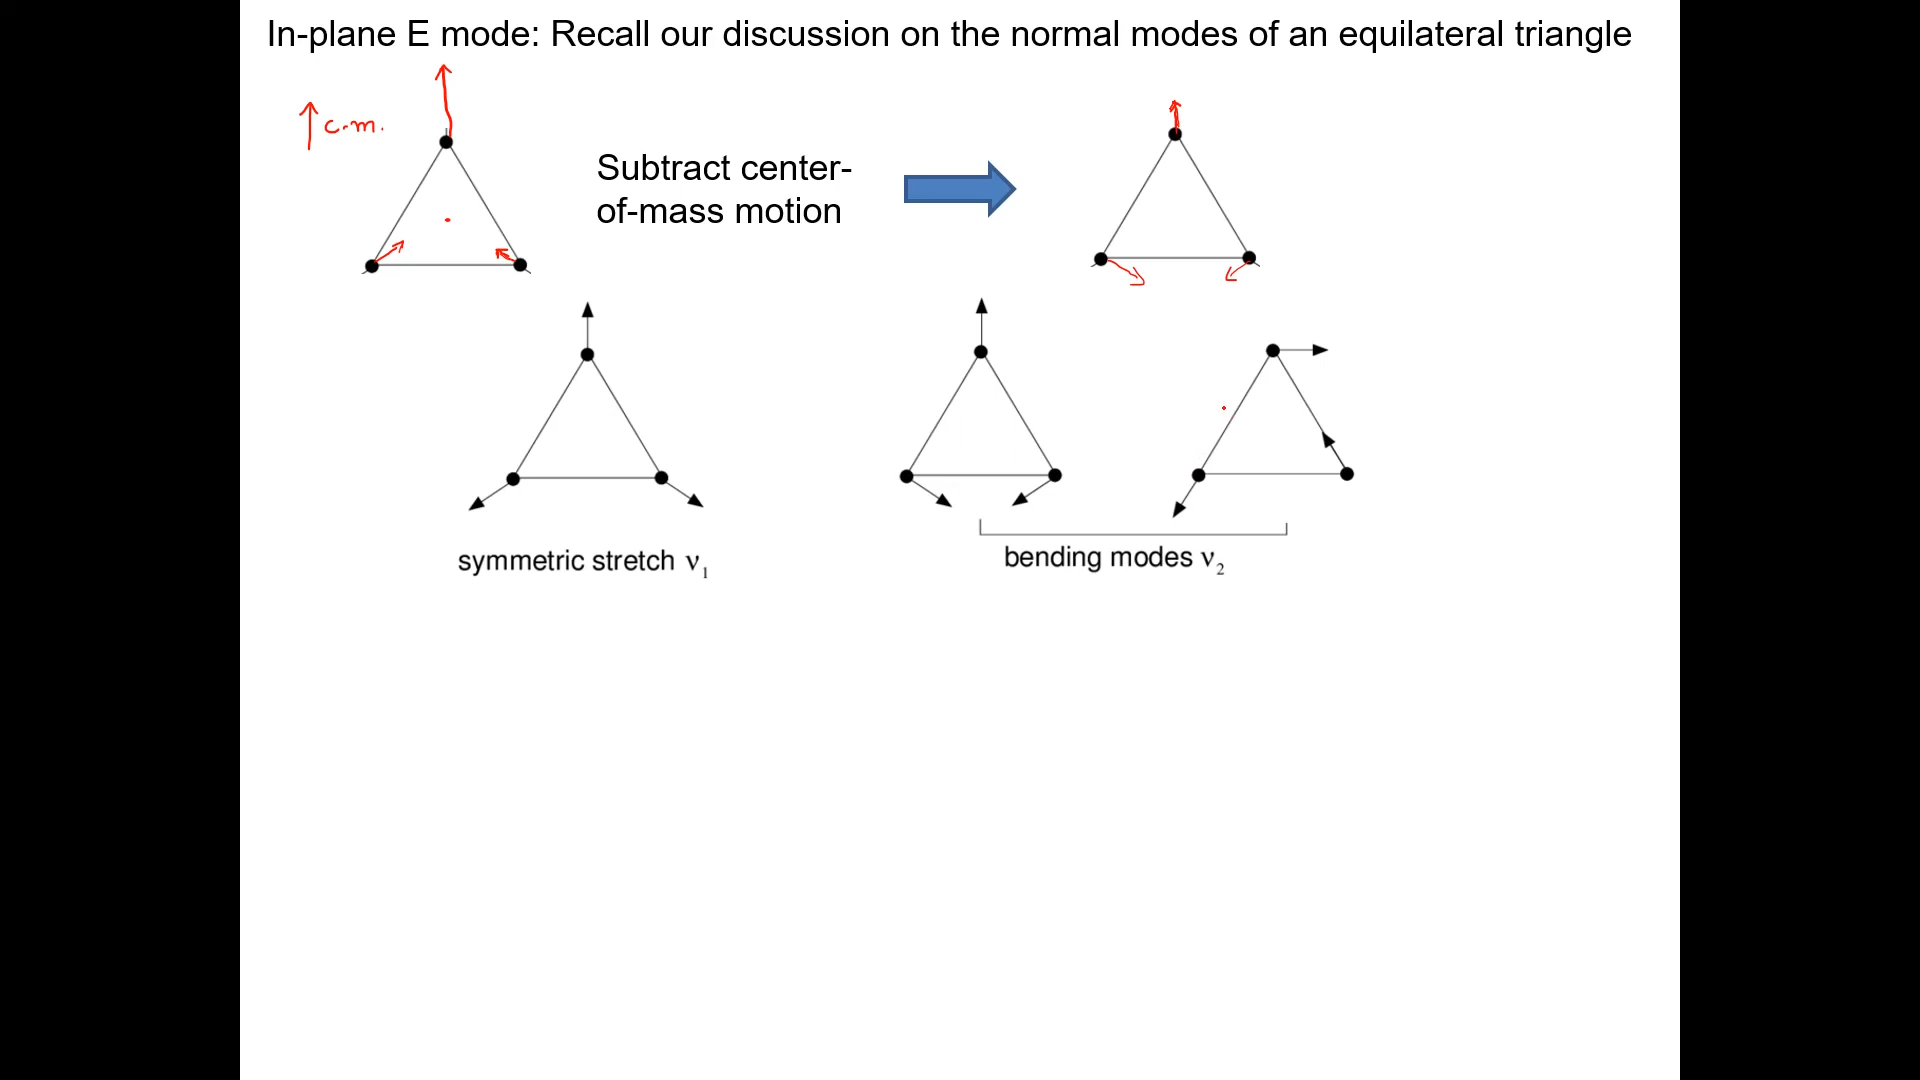 In-plane E mode: Recall our discussion on the normal modes of an equilateral triangle
c.m.
Subtract center-
of-mass motion
symmetric stretch ν₁
bending modes ν₂